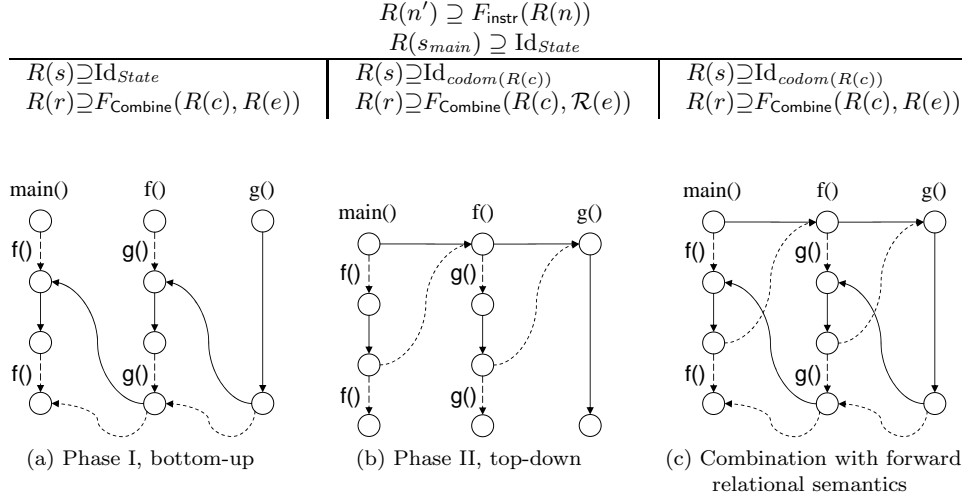 R(n′) ⊇ F_instr(R(n))
R(s_main) ⊇ Id_State
R(s)⊇Id_State
R(r)⊇F_Combine(R(c), R(e))
R(s)⊇Id_codom(R(c))
R(r)⊇F_Combine(R(c), ℛ(e))
R(s)⊇Id_codom(R(c))
R(r)⊇F_Combine(R(c), R(e))
main() f() g()
f() g()
f() g()
(a) Phase I, bottom-up
main() f() g()
f() g()
f() g()
(b) Phase II, top-down
main() f() g()
f() g()
f() g()
(c) Combination with forward
relational semantics